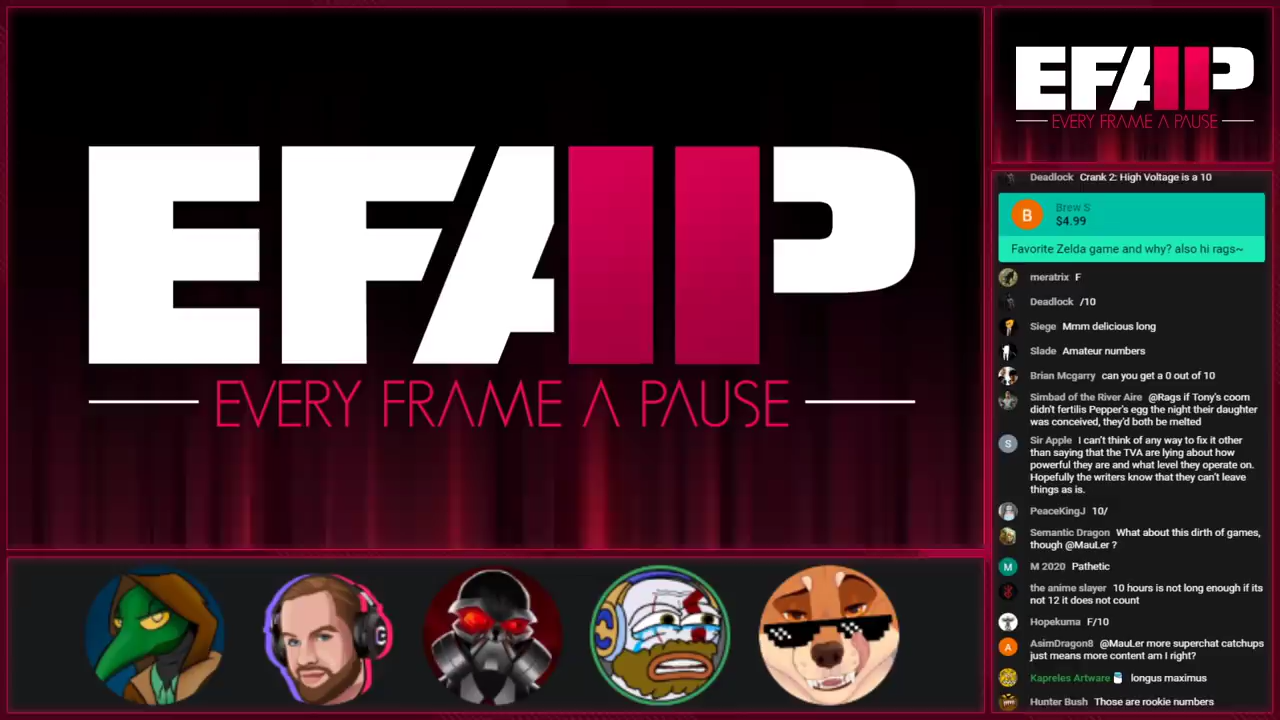 EFAP
EVERY FRAME A PAUSE
EFAP
EVERY FRAME A PAUSE
Deadlock Crank 2: High Voltage is a 10
B
Brew S
$4.99
Favorite Zelda game and why? also hi rags~
meratrix F
Deadlock /10
Siege Mmm delicious long
Slade Amateur numbers
Brian Mcgarry can you get a 0 out of 10
Simbad of the River Aire @Rags if Tony's coom
didn't fertilis Pepper's egg the night their daughter
was conceived, they'd both be melted
S
Sir Apple I can't think of any way to fix it other
than saying that the TVA are lying about how
powerful they are and what level they operate on.
Hopefully the writers know that they can't leave
things as is.
PeaceKingJ 10/
Semantic Dragon What about this dirth of games,
though @MauLer ?
M
M 2020 Pathetic
the anime slayer 10 hours is not long enough if its
not 12 it does not count
Hopekuma F/10
A
AsimDragon8 @MauLer more superchat catchups
just means more content am I right?
Kapreles Artware longus maximus
Hunter Bush Those are rookie numbers